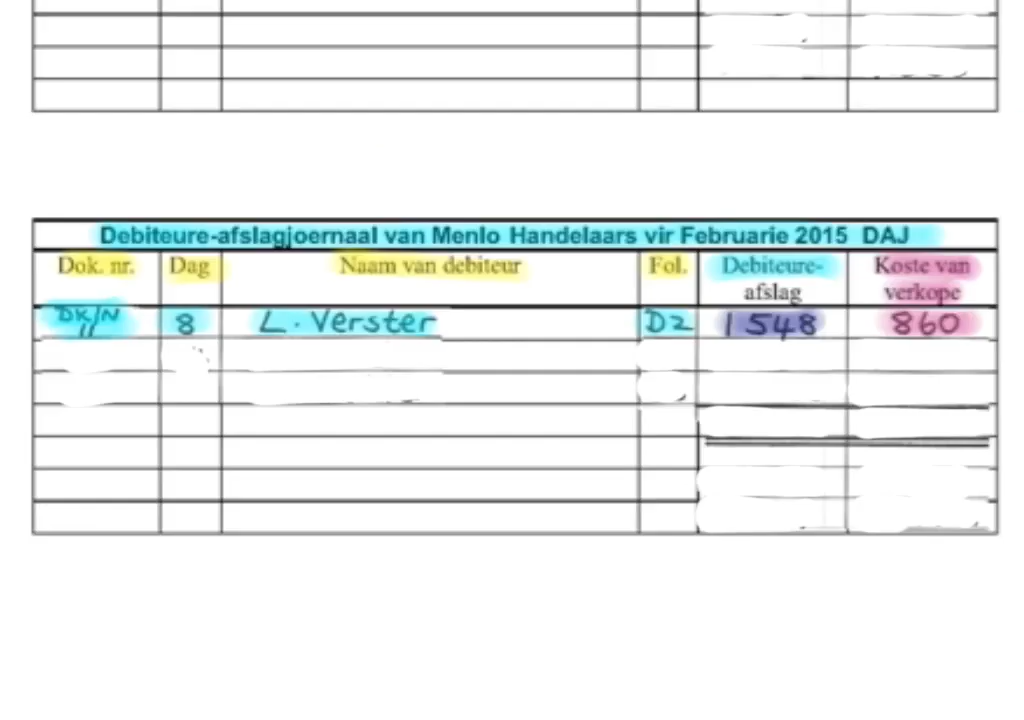 Debiteure-afslagjoernaal van Menlo Handelaars vir Februarie 2015 DAJ
Dok. nr. Dag Naam van debiteur Fol. Debiteure-afslag Koste van verkope
DK/N 8 L. Verster D2 1 548 860